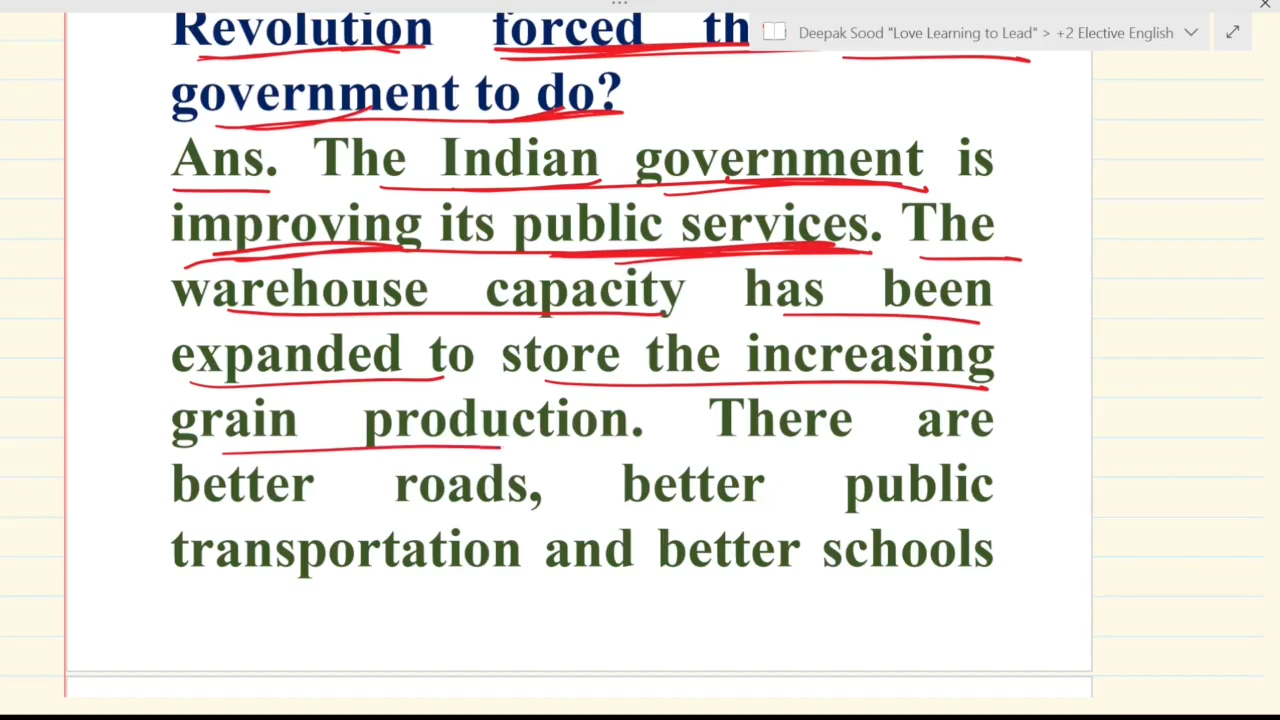 Revolution forced th
Deepak Sood "Love Learning to Lead" > +2 Elective English
government to do?
Ans. The Indian government is
improving its public services. The
warehouse capacity has been
expanded to store the increasing
grain production. There are
better roads, better public
transportation and better schools